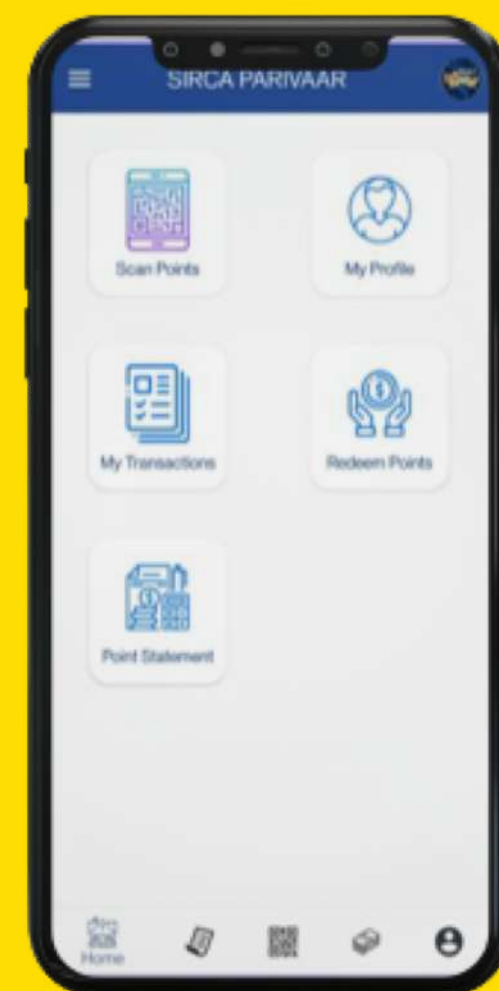 SIRCA PARIVAAR
Scan Points
My Profile
My Transactions
Redeem Points
Point Statement
Home